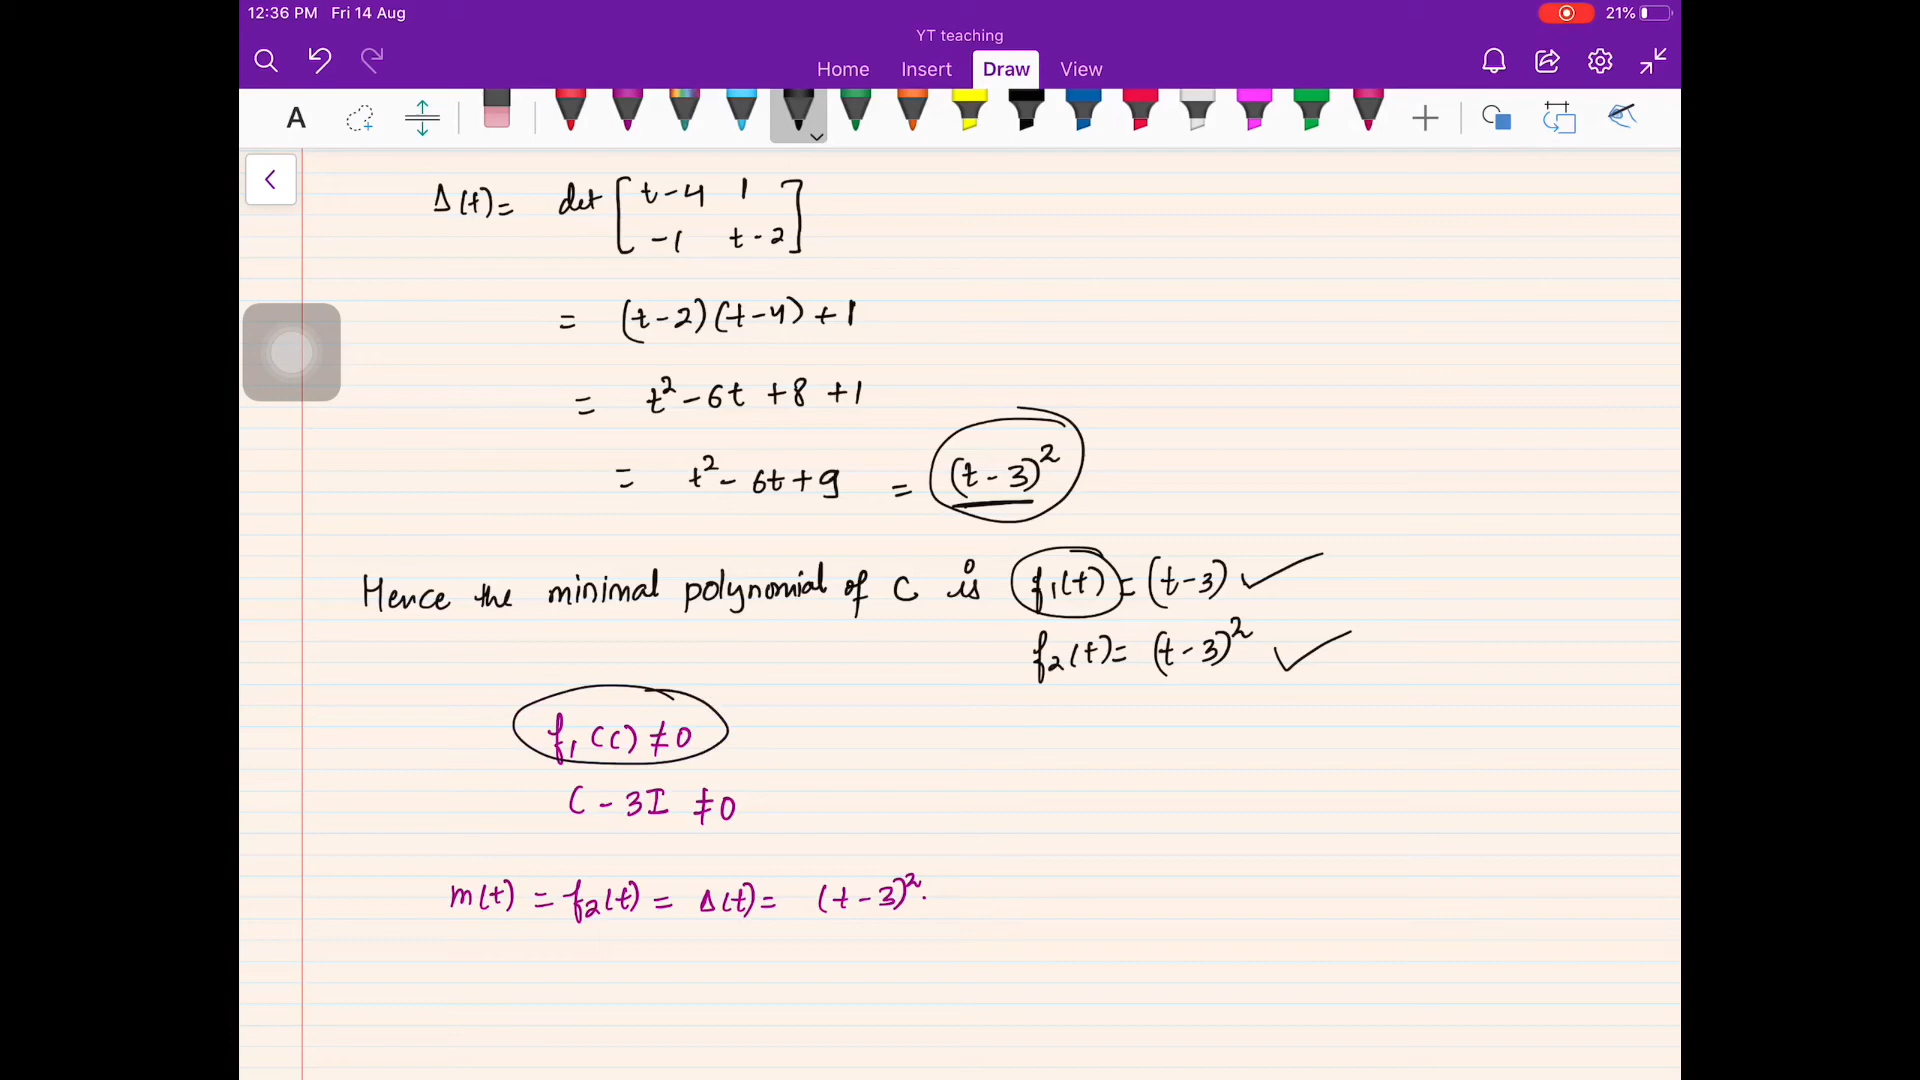 12:36 PM Fri 14 Aug 21%
YT teaching
Home Insert Draw View
A
Δ(t) = det [ t-4 1
-1 t-2 ]
= (t-2)(t-4) + 1
= t² - 6t + 8 + 1
= t² - 6t + 9 = (t-3)²
Hence the minimal polynomial of C is f₁(t) = (t-3) ✓
f₂(t) = (t-3)² ✓
f₁(C) ≠ 0
C - 3I ≠ 0
m(t) = f₂(t) = Δ(t) = (t-3)².